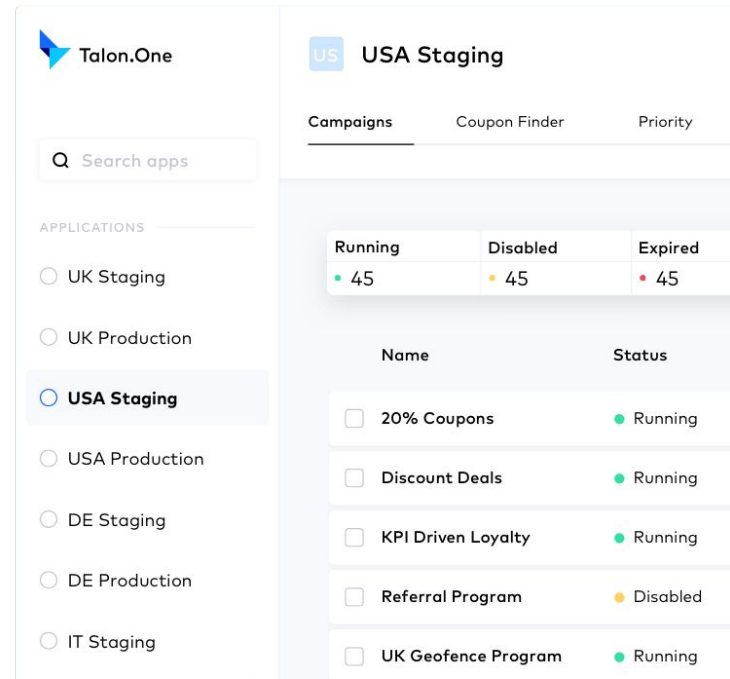 Talon.One
Search apps
APPLICATIONS
UK Staging
UK Production
USA Staging
USA Production
DE Staging
DE Production
IT Staging
US USA Staging
Campaigns Coupon Finder Priority
Running Disabled Expired
45 45 45
Name Status
20% Coupons Running
Discount Deals Running
KPI Driven Loyalty Running
Referral Program Disabled
UK Geofence Program Running